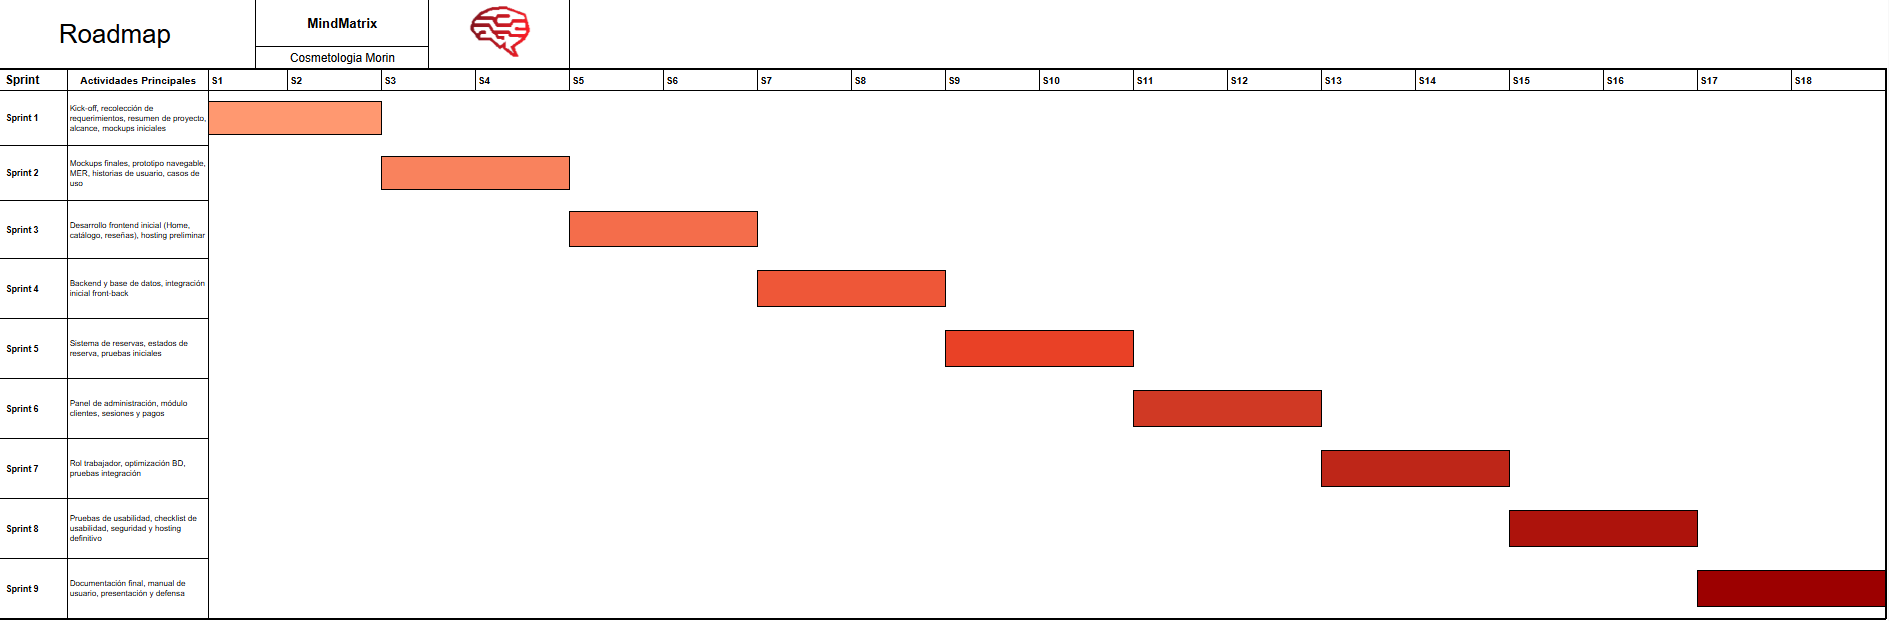 Roadmap
MindMatrix
Cosmetologia Morin
Sprint
Actividades Principales
S1
S2
S3
S4
S5
S6
S7
S8
S9
S10
S11
S12
S13
S14
S15
S16
S17
S18
Sprint 1
Kick-off, recolección de
requerimientos, resumen de proyecto,
alcance, mockups iniciales
Sprint 2
Mockups finales, prototipo navegable,
MER, historias de usuario, casos de
uso
Sprint 3
Desarrollo frontend inicial (Home,
catálogo, reseñas), hosting preliminar
Sprint 4
Backend y base de datos, integración
inicial front-back
Sprint 5
Sistema de reservas, estados de
reserva, pruebas iniciales
Sprint 6
Panel de administración, módulo
clientes, sesiones y pagos
Sprint 7
Rol trabajador, optimización BD,
pruebas integración
Sprint 8
Pruebas de usabilidad, checklist de
usabilidad, seguridad y hosting
definitivo
Sprint 9
Documentación final, manual de
usuario, presentación y defensa